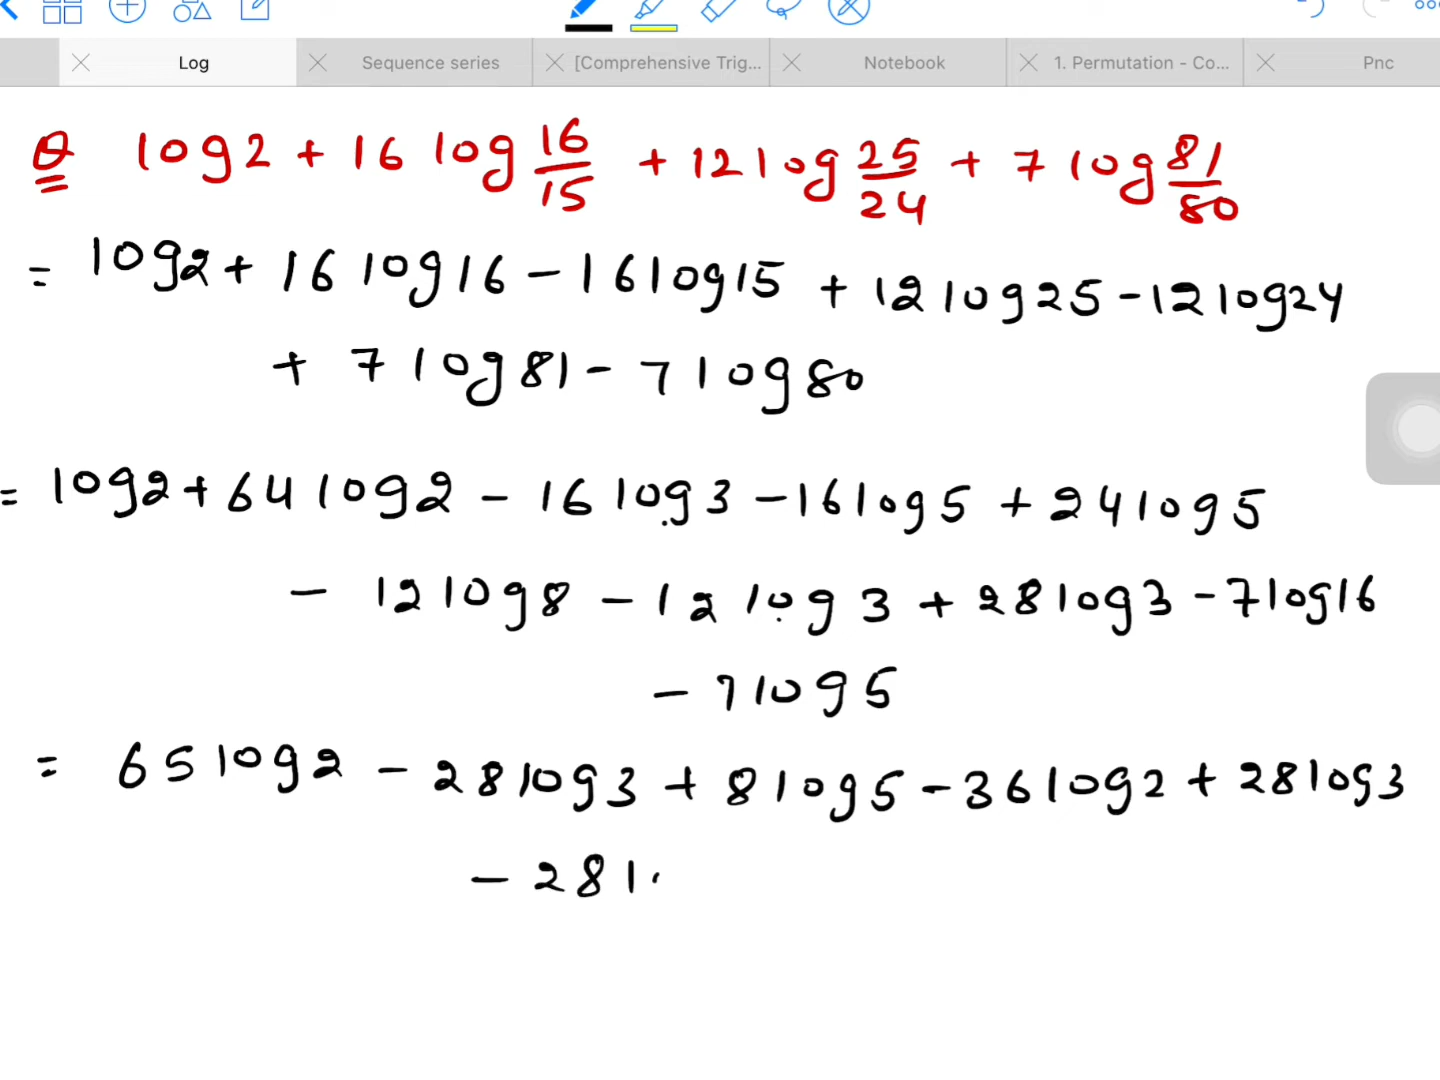 Log Sequence series [Comprehensive Trig... Notebook 1. Permutation - Co... Pnc
Q log2 + 16 log 16/15 + 12 log 25/24 + 7 log 81/80
= log2 + 16 log16 - 16 log15 + 12 log25 - 12 log24
+ 7 log81 - 7 log80
= log2 + 64 log2 - 16 log3 - 16 log5 + 24 log5
- 12 log8 - 12 log3 + 28 log3 - 7 log16
- 7 log5
= 65 log2 - 28 log3 + 8 log5 - 36 log2 + 28 log3
- 28 l